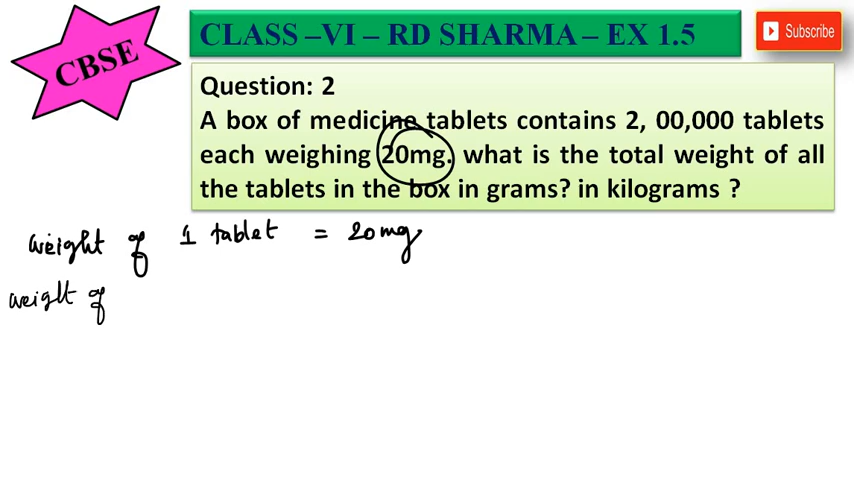 CBSE
CLASS –VI – RD SHARMA – EX 1.5
Subscribe
Question: 2
A box of medicine tablets contains 2, 00,000 tablets
each weighing 20mg. what is the total weight of all
the tablets in the box in grams? in kilograms ?
weight of 1 tablet = 20mg
weight of